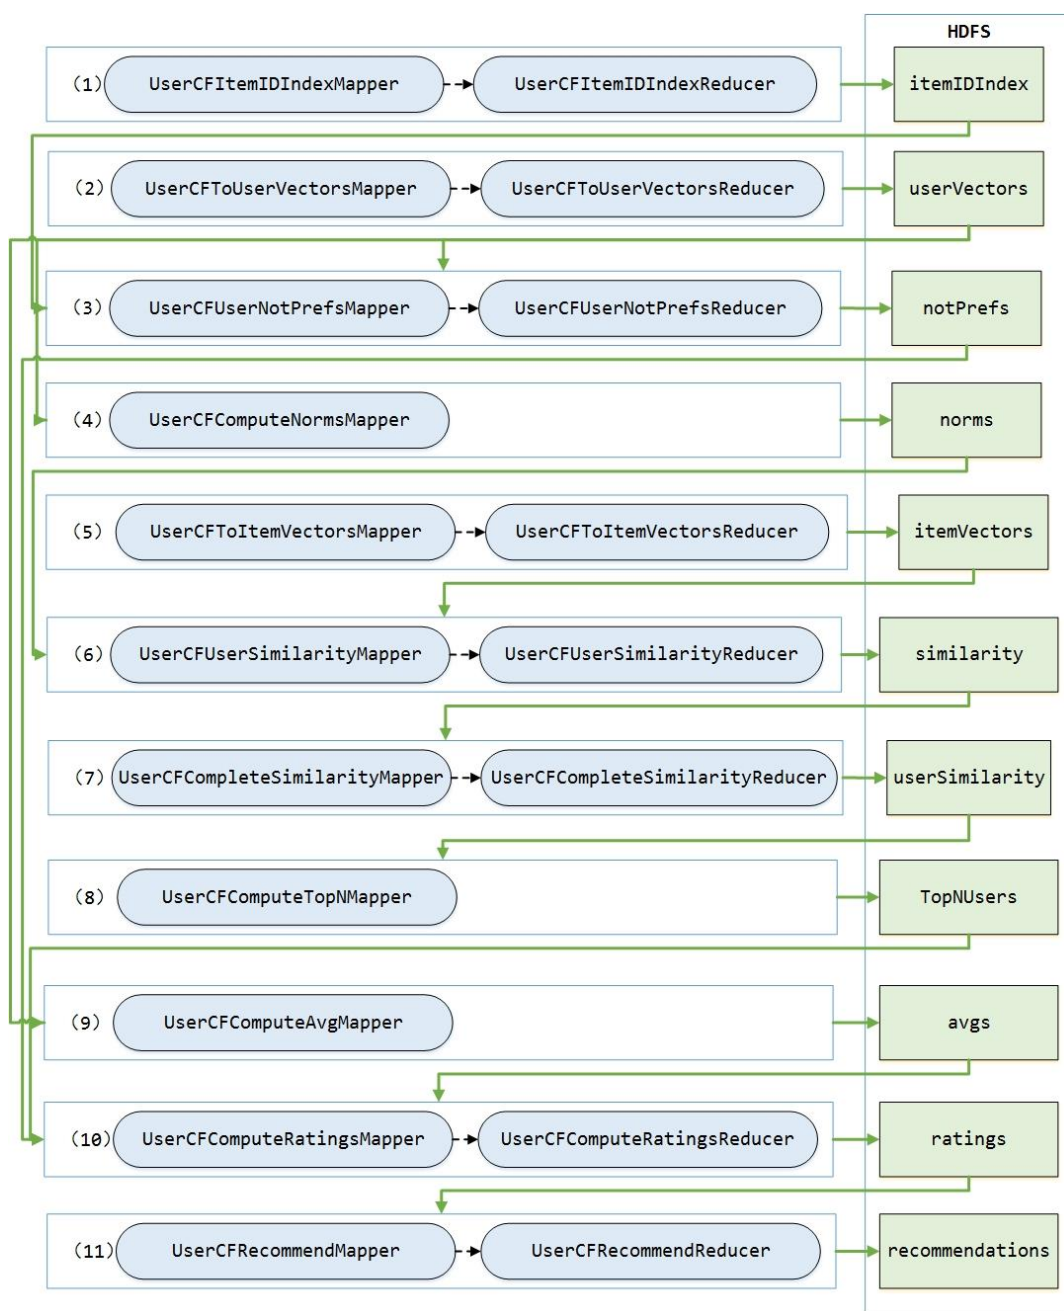 HDFS
(1) UserCFItemIDIndexMapper UserCFItemIDIndexReducer itemIDIndex
(2) UserCFToUserVectorsMapper UserCFToUserVectorsReducer userVectors
(3) UserCFUserNotPrefsMapper UserCFUserNotPrefsReducer notPrefs
(4) UserCFComputeNormsMapper norms
(5) UserCFToItemVectorsMapper UserCFToItemVectorsReducer itemVectors
(6) UserCFUserSimilarityMapper UserCFUserSimilarityReducer similarity
(7) UserCFCompleteSimilarityMapper UserCFCompleteSimilarityReducer userSimilarity
(8) UserCFComputeTopNMapper TopNUsers
(9) UserCFComputeAvgMapper avgs
(10) UserCFComputeRatingsMapper UserCFComputeRatingsReducer ratings
(11) UserCFRecommendMapper UserCFRecommendReducer recommendations